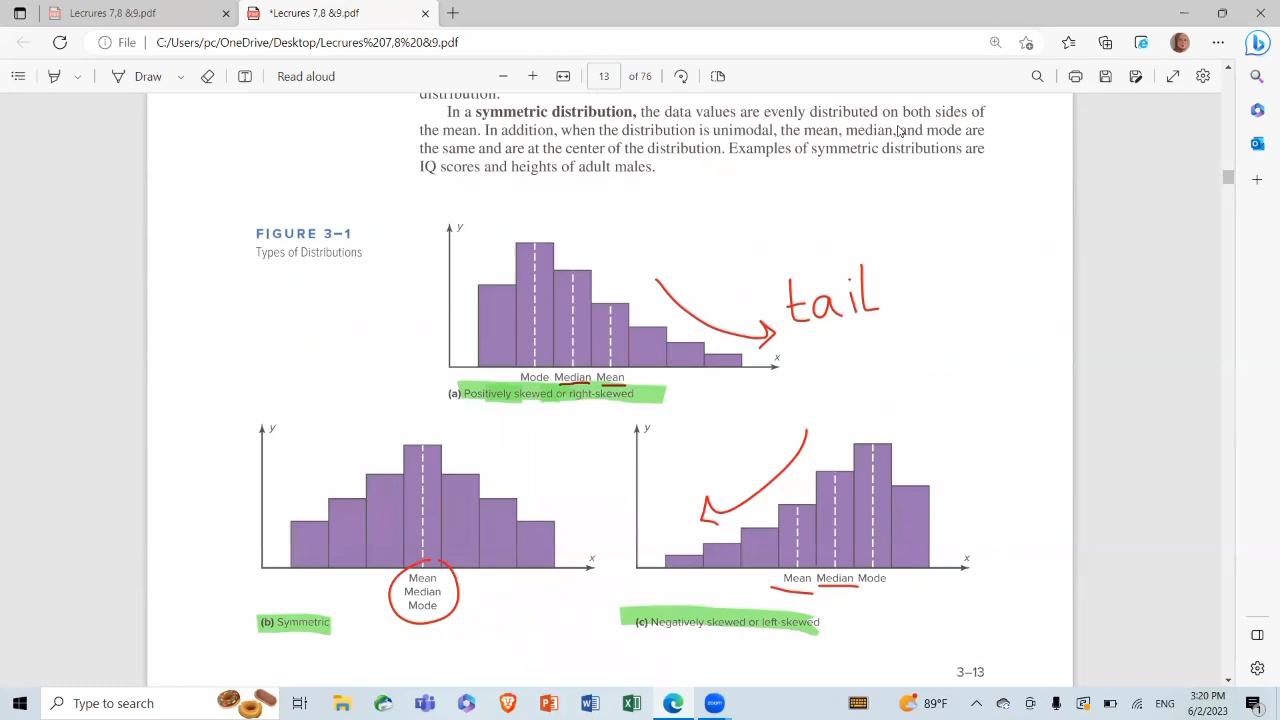 Lecrures 7,8 &9.pdf
*Lecrures 7,8 &9.pdf
File C:/Users/pc/OneDrive/Desktop/Lecrures%207,8%20&9.pdf
Draw Read aloud 13 of 76
distribution.
In a symmetric distribution, the data values are evenly distributed on both sides of
the mean. In addition, when the distribution is unimodal, the mean, median, and mode are
the same and are at the center of the distribution. Examples of symmetric distributions are
IQ scores and heights of adult males.
FIGURE 3–1
Types of Distributions
y
tail
x
Mode Median Mean
(a) Positively skewed or right-skewed
y
x
Mean
Median
Mode
(b) Symmetric
y
x
Mean Median Mode
(c) Negatively skewed or left-skewed
3–13
Type to search
zoom
89°F
ENG
3:20 PM
6/2/2023